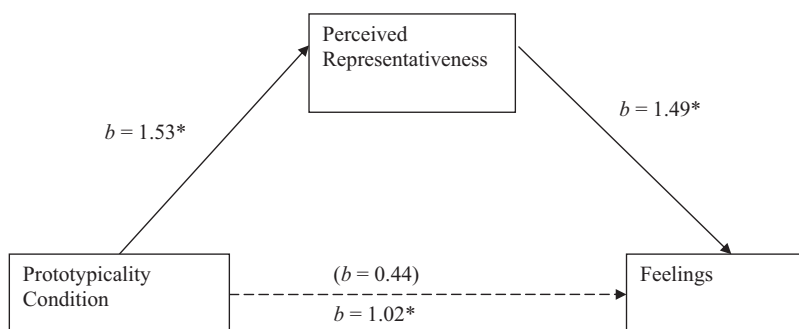 Perceived
Representativeness
b = 1.53*
b = 1.49*
Prototypicality
Condition
(b = 0.44)
b = 1.02*
Feelings